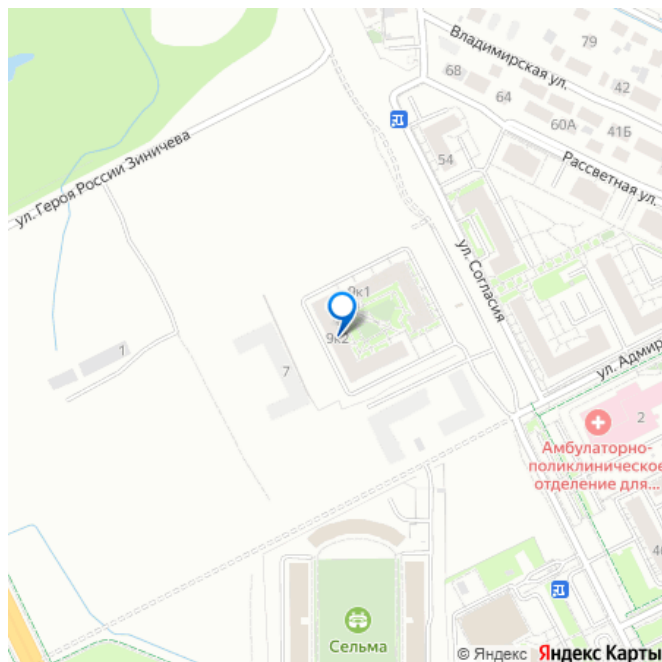 Владимирская ул.
79
68
42
64
60А
41Б
54
Рассветная ул.
ул. Героя России Зиничева
ул. Согласия
9к1
9к2
1
7
ул. Адмир
2
Амбулаторно-
поликлиническое
отделение для...
Сельма
© Яндекс Яндекс Карты